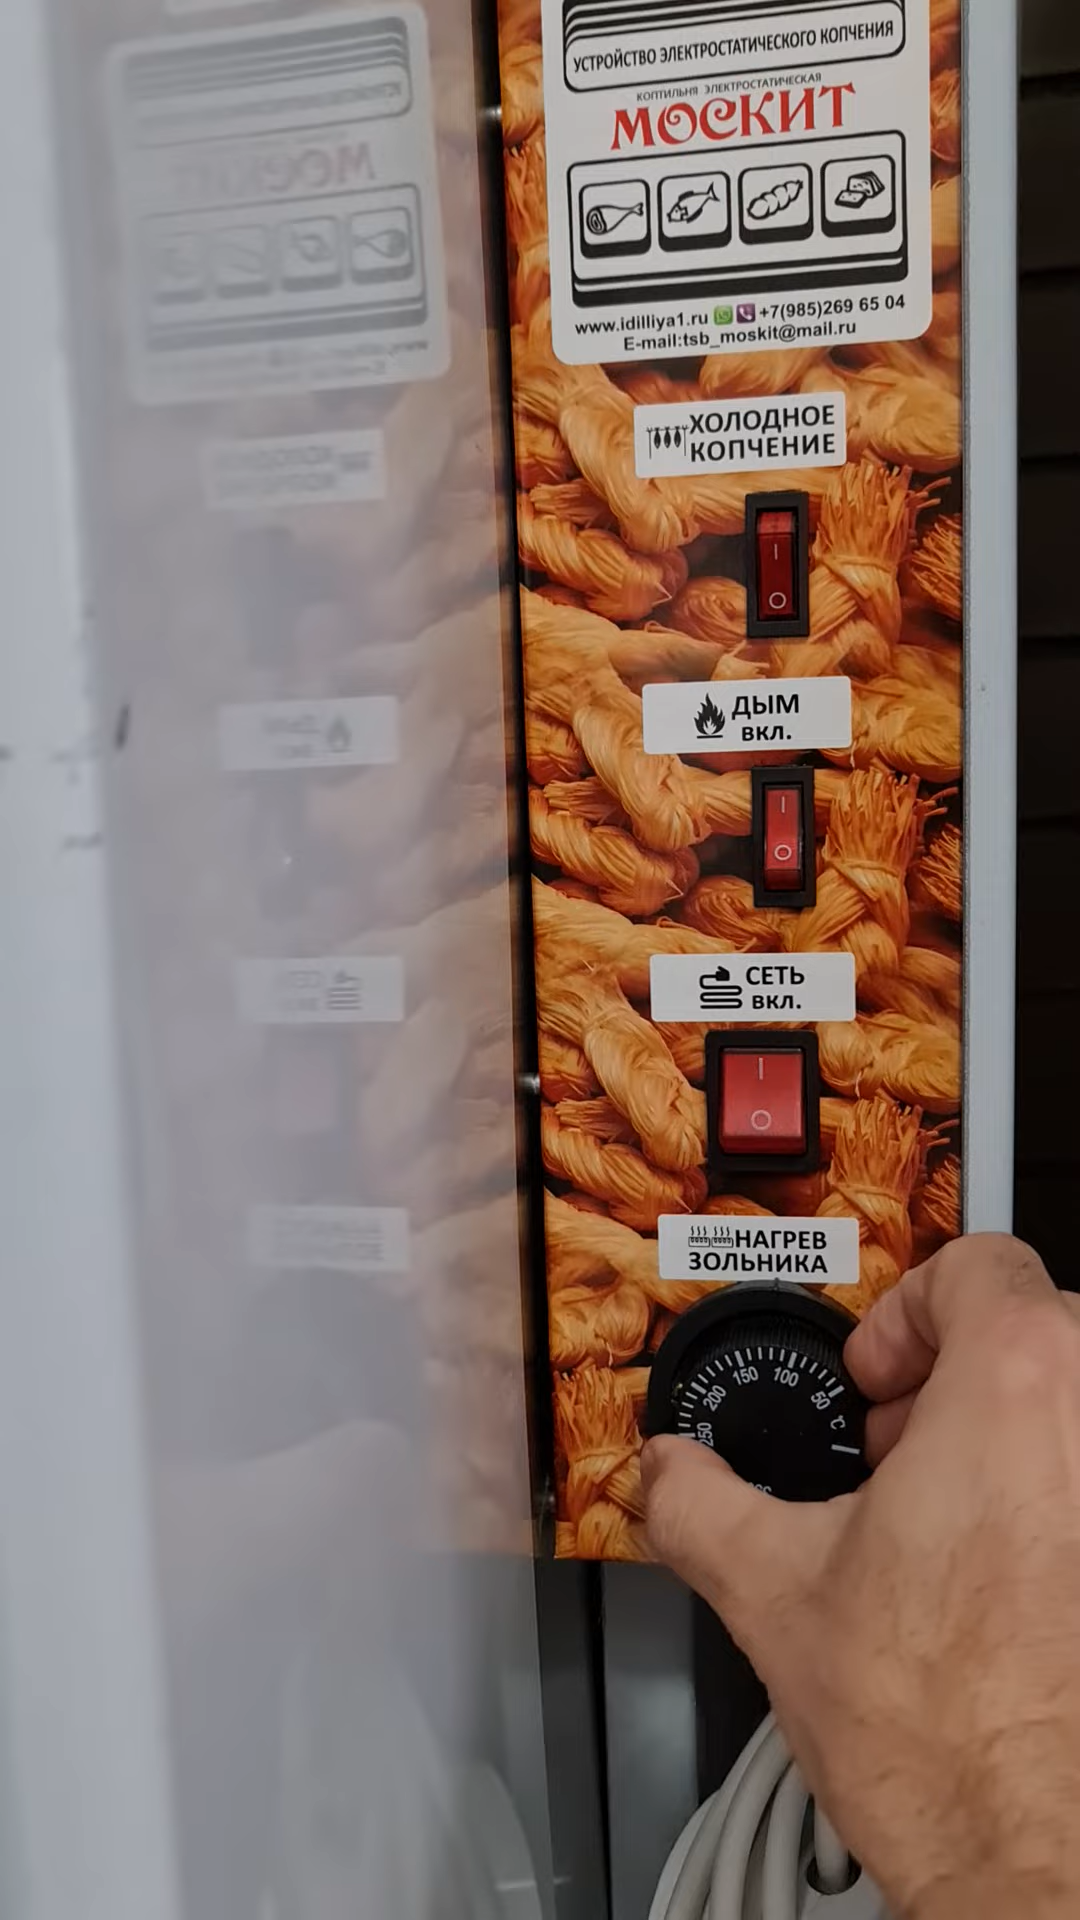 УСТРОЙСТВО ЭЛЕКТРОСТАТИЧЕСКОГО КОПЧЕНИЯ
КОПТИЛЬНЯ ЭЛЕКТРОСТАТИЧЕСКАЯ
МОСКИТ
www.idilliya1.ru +7(985)269 65 04
E-mail:tsb_moskit@mail.ru
ХОЛОДНОЕ
КОПЧЕНИЕ
I
O
ДЫМ
ВКЛ.
I
O
СЕТЬ
ВКЛ.
I
O
НАГРЕВ
ЗОЛЬНИКА
250 200 150 100 50 °C